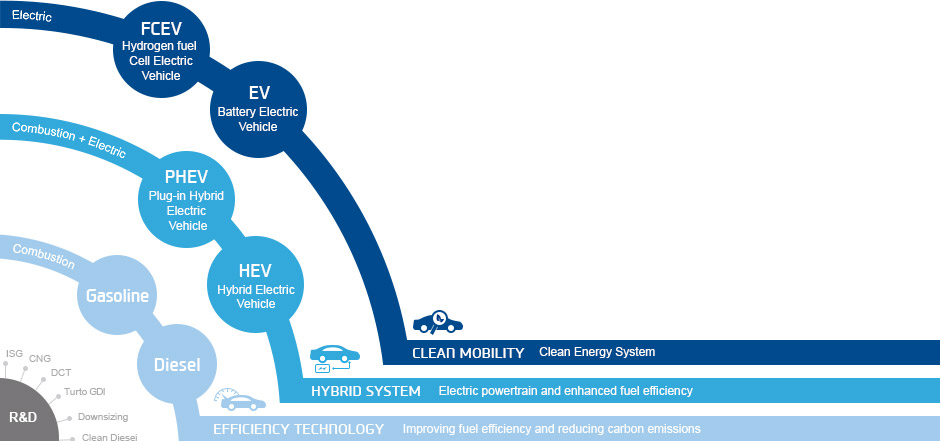 Electric
FCEV
Hydrogen fuel
Cell Electric
Vehicle
EV
Battery Electric
Vehicle
Combustion + Electric
PHEV
Plug-in Hybrid
Electric
Vehicle
HEV
Hybrid Electric
Vehicle
Combustion
Gasoline
Diesel
ISG
CNG
DCT
Turto GDI
Downsizing
Clean Diesei
R&D
CLEAN MOBILITY Clean Energy System
HYBRID SYSTEM Electric powertrain and enhanced fuel efficiency
EFFICIENCY TECHNOLOGY Improving fuel efficiency and reducing carbon emissions